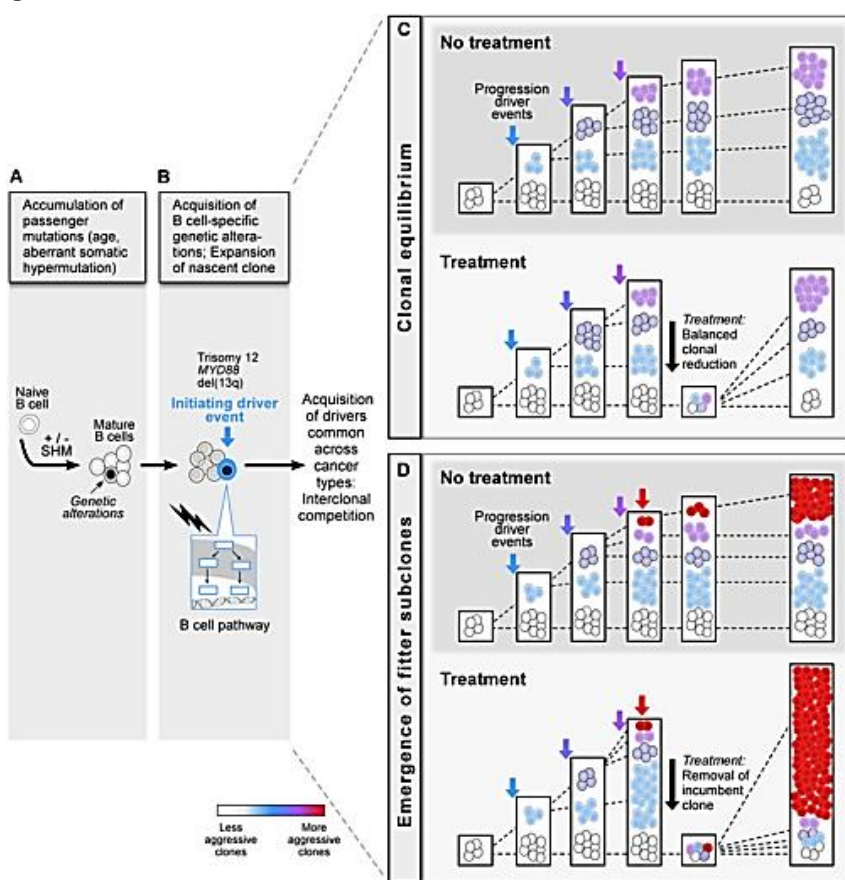 A
Accumulation of
passenger
mutations (age,
aberrant somatic
hypermutation)
Naive
B cell
+ / -
SHM
Mature
B cells
Genetic
alterations
B
Acquisition of
B cell-specific
genetic altera-
tions; Expansion
of nascent clone
Trisomy 12
MYD88
del(13q)
Initiating driver
event
B cell pathway
Acquisition
of drivers
common
across
cancer
types:
Interclonal
competition
Less
aggressive
clones
More
aggressive
clones
C
Clonal equilibrium
No treatment
Progression
driver
events
Treatment
Treatment:
Balanced
clonal
reduction
D
Emergence of fitter subclones
No treatment
Progression
driver
events
Treatment
Treatment:
Removal of
incumbent
clone